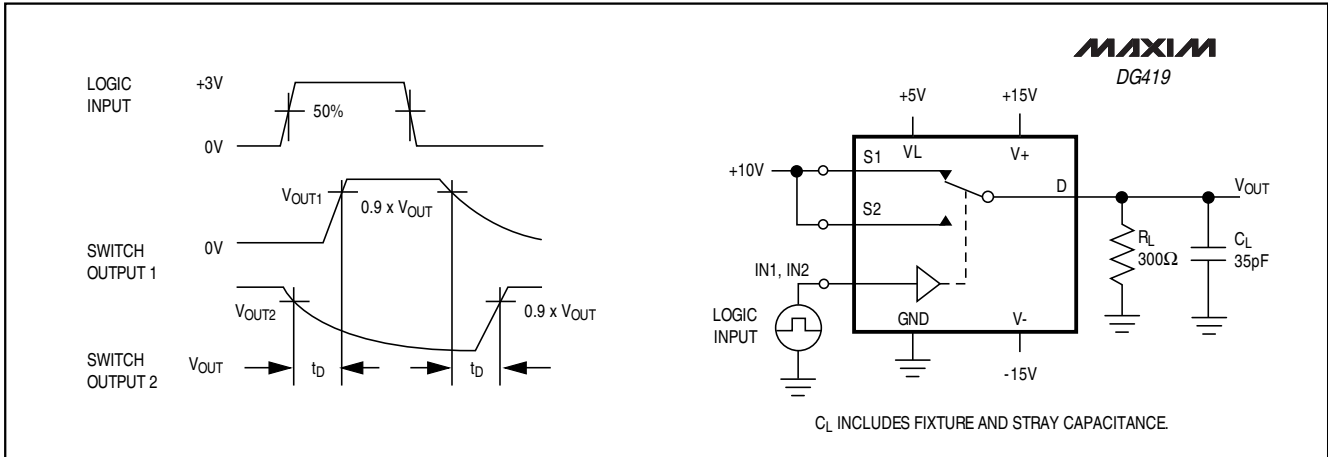 LOGIC
INPUT
+3V
50%
0V
VOUT1
0.9 x VOUT
0V
SWITCH
OUTPUT 1
VOUT2
0.9 x VOUT
SWITCH
OUTPUT 2
VOUT
tD
tD
MAXIM
DG419
+5V
+15V
S1
VL
V+
+10V
D
VOUT
S2
RL
300Ω
CL
35pF
IN1, IN2
LOGIC
INPUT
GND
V-
-15V
CL INCLUDES FIXTURE AND STRAY CAPACITANCE.